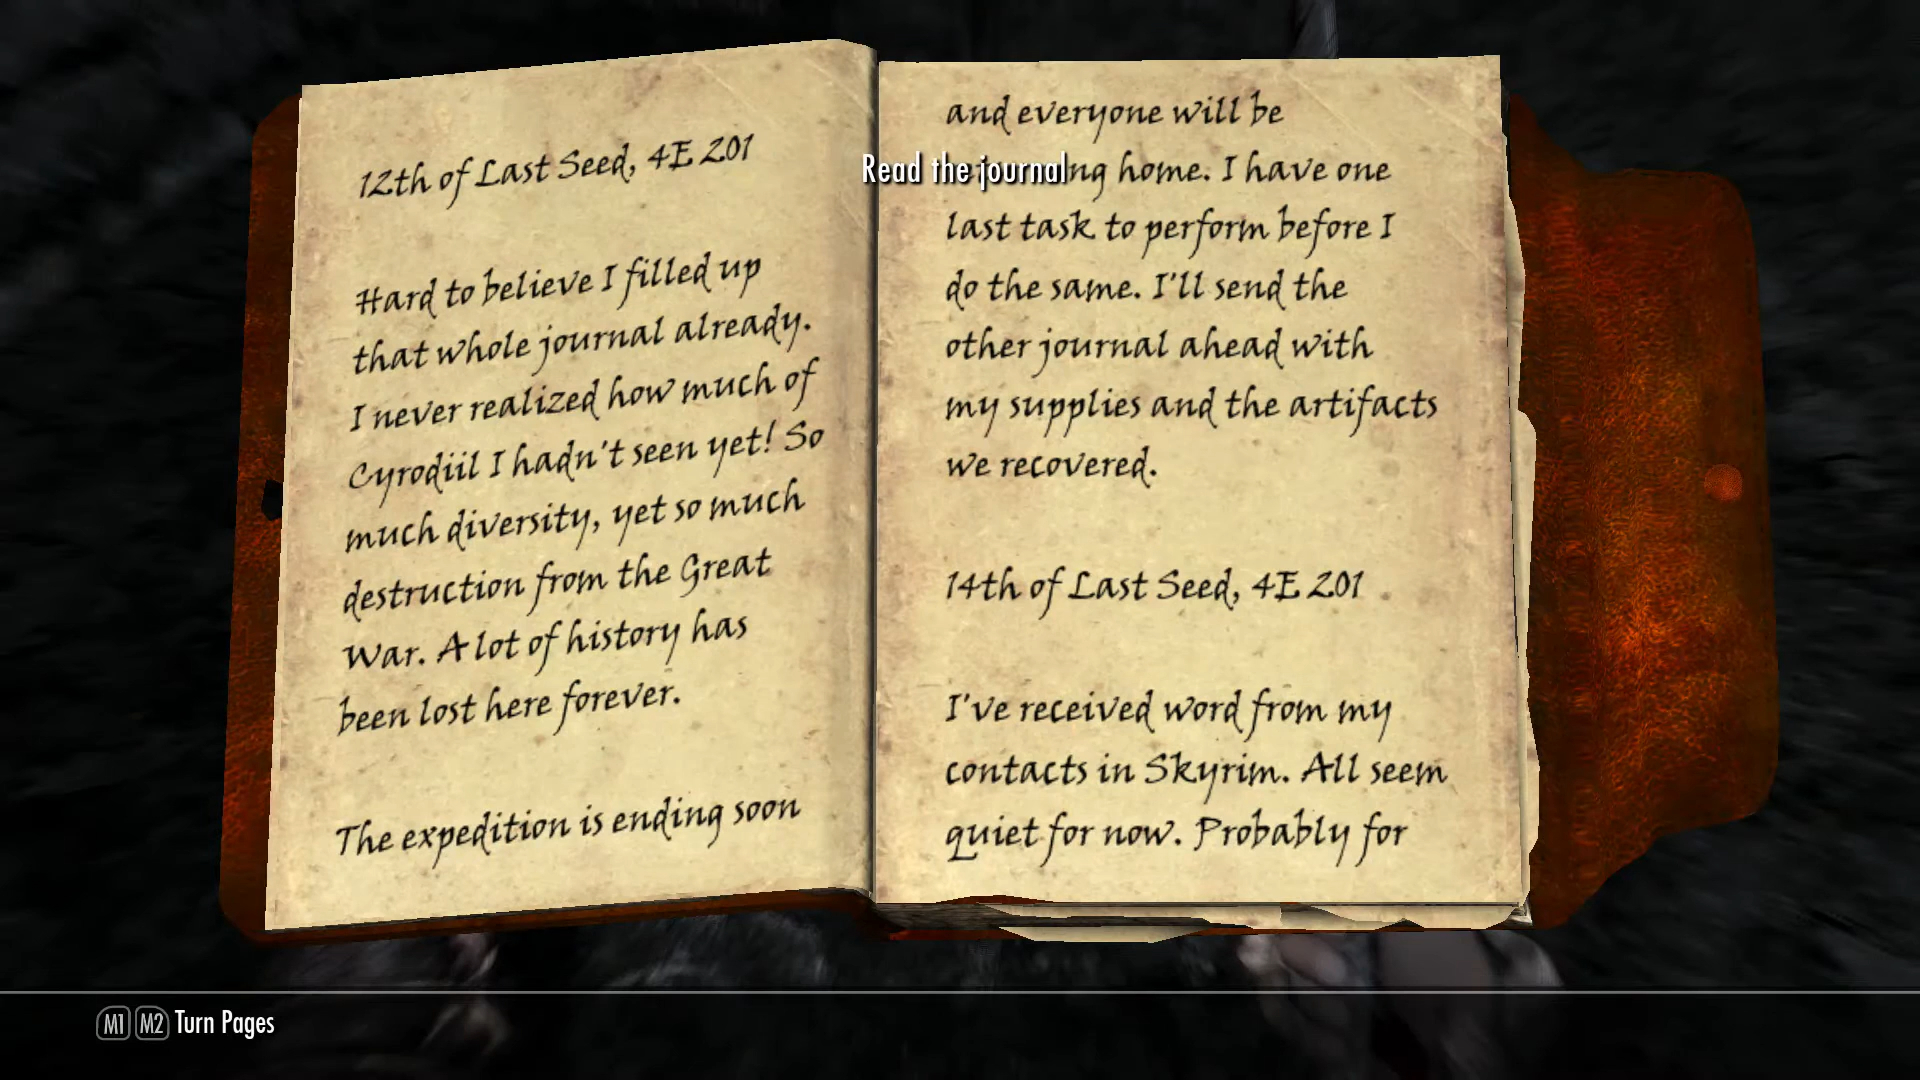 12th of Last Seed, 4E 201
Hard to believe I filled up
that whole journal already.
I never realized how much of
Cyrodiil I hadn't seen yet! So
much diversity, yet so much
destruction from the Great
War. A lot of history has
been lost here forever.
The expedition is ending soon
and everyone will be
Read the journal
home. I have one
last task to perform before I
do the same. I'll send the
other journal ahead with
my supplies and the artifacts
we recovered.
14th of Last Seed, 4E 201
I've received word from my
contacts in Skyrim. All seem
quiet for now. Probably for
M1 M2 Turn Pages